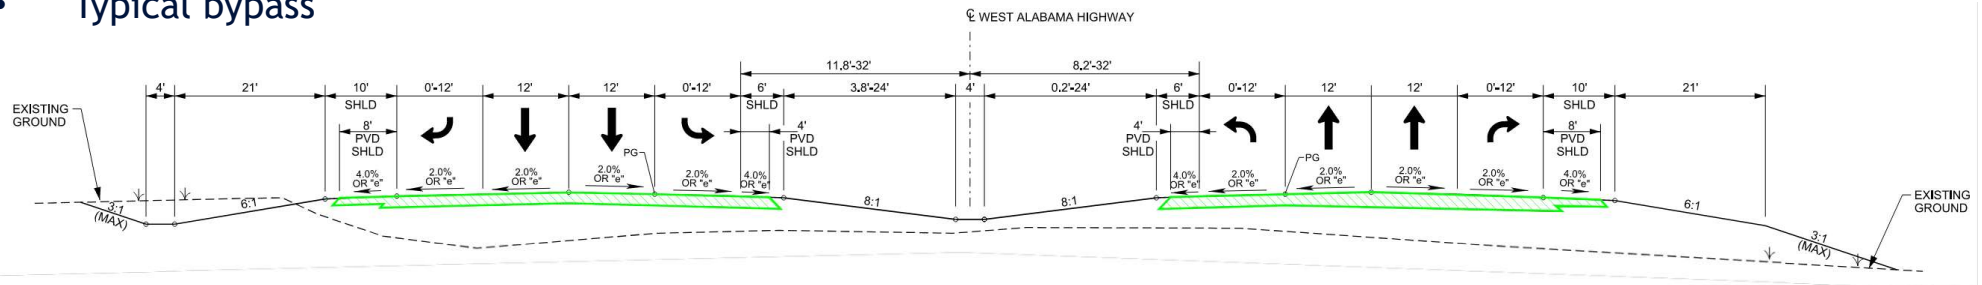 • Typical bypass
℄ WEST ALABAMA HIGHWAY
11.8'-32' 8.2'-32'
4' 21' 10' 0'-12' 12' 12' 0'-12' 6' 3.8'-24' 4' 0.2'-24' 6' 0'-12' 12' 12' 0'-12' 10' 21'
SHLD SHLD SHLD SHLD
EXISTING
GROUND
8'
PVD
SHLD
4'
PVD
SHLD
4'
PVD
SHLD
8'
PVD
SHLD
PG
PG
4.0%
OR "e"
2.0%
OR "e"
2.0%
OR "e"
2.0%
OR "e"
2.0%
OR "e"
4.0%
OR "e"
4.0%
OR "e"
2.0%
OR "e"
2.0%
OR "e"
2.0%
OR "e"
2.0%
OR "e"
4.0%
OR "e"
3:1
(MAX)
6:1
8:1
8:1
6:1
3:1
(MAX)
EXISTING
GROUND